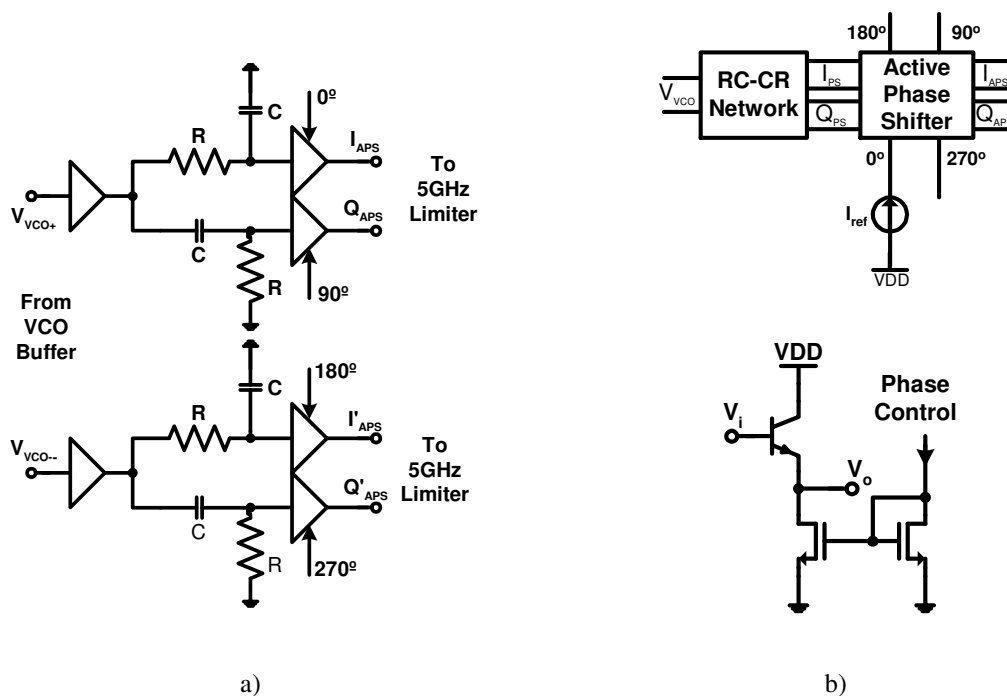 0º
C
R
I_APS
V_VCO+
To
5GHz
Limiter
Q_APS
C
R
90º
From
VCO
Buffer
180º
C
R
I'_APS
V_VCO--
To
5GHz
Limiter
Q'_APS
C
R
270º
a)
180º
90º
V_VCO
RC-CR
Network
I_PS
Q_PS
Active
Phase
Shifter
I_APS
Q_AP
0º
270º
I_ref
VDD
VDD
Phase
Control
V_i
V_o
b)